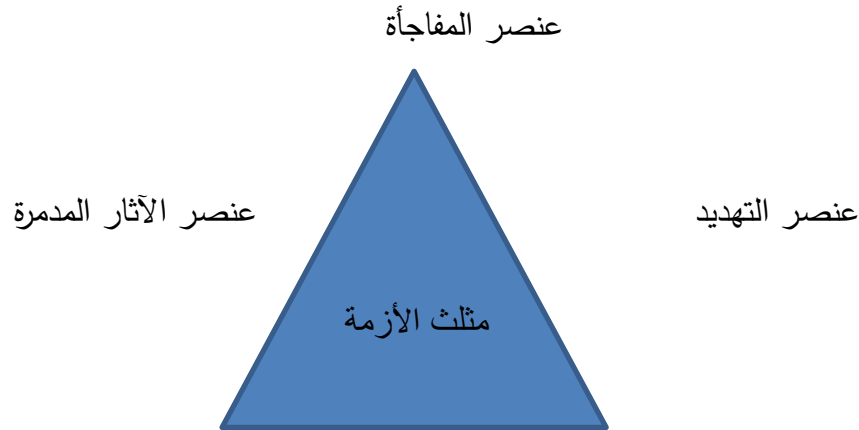 عنصر المفاجأة
عنصر التهديد
عنصر الآثار المدمرة
مثلث الأزمة